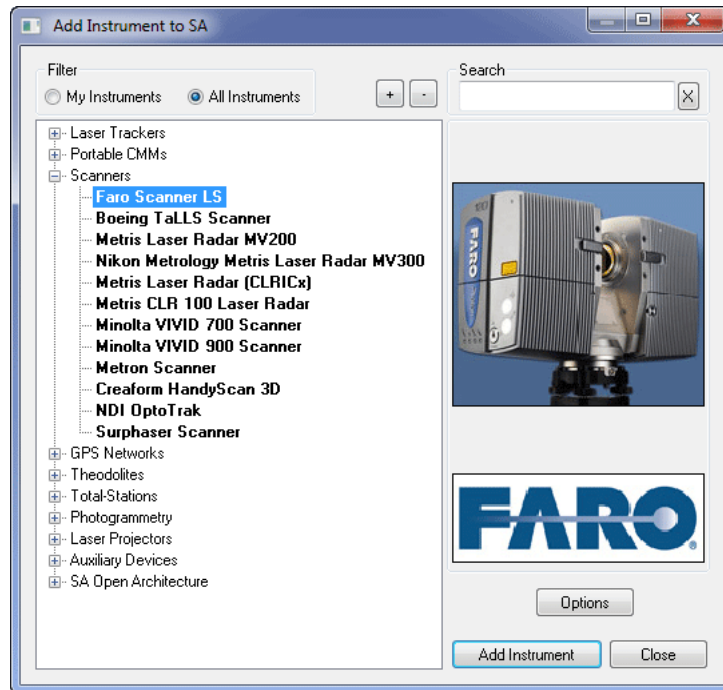 Add Instrument to SA
Filter
My Instruments
All Instruments
+
-
Search
X
Laser Trackers
Portable CMMs
Scanners
Faro Scanner LS
Boeing TaLLS Scanner
Metris Laser Radar MV200
Nikon Metrology Metris Laser Radar MV300
Metris Laser Radar (CLRICx)
Metris CLR 100 Laser Radar
Minolta VIVID 700 Scanner
Minolta VIVID 900 Scanner
Metron Scanner
Creaform HandyScan 3D
NDI OptoTrak
Surphaser Scanner
GPS Networks
Theodolites
Total-Stations
Photogrammetry
Laser Projectors
Auxiliary Devices
SA Open Architecture
FARO
FARO
Options
Add Instrument
Close